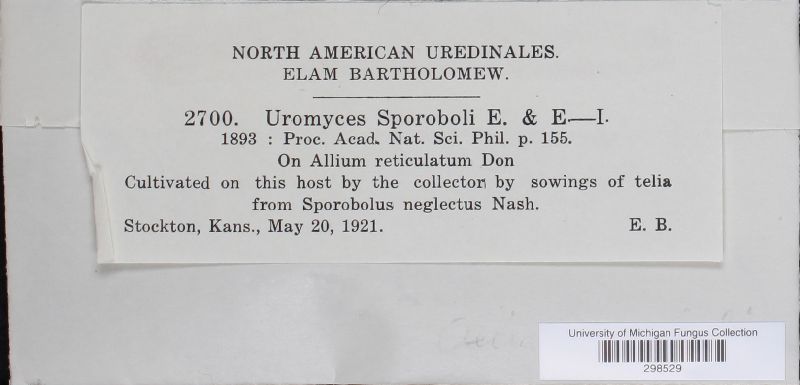 NORTH AMERICAN UREDINALES.
ELAM BARTHOLOMEW.
2700. Uromyces Sporoboli E. & E.—I.
1893 : Proc. Acad. Nat. Sci. Phil. p. 155.
On Allium reticulatum Don
Cultivated on this host by the collector by sowings of telia
from Sporobolus neglectus Nash.
Stockton, Kans., May 20, 1921. E. B.
University of Michigan Fungus Collection
298529